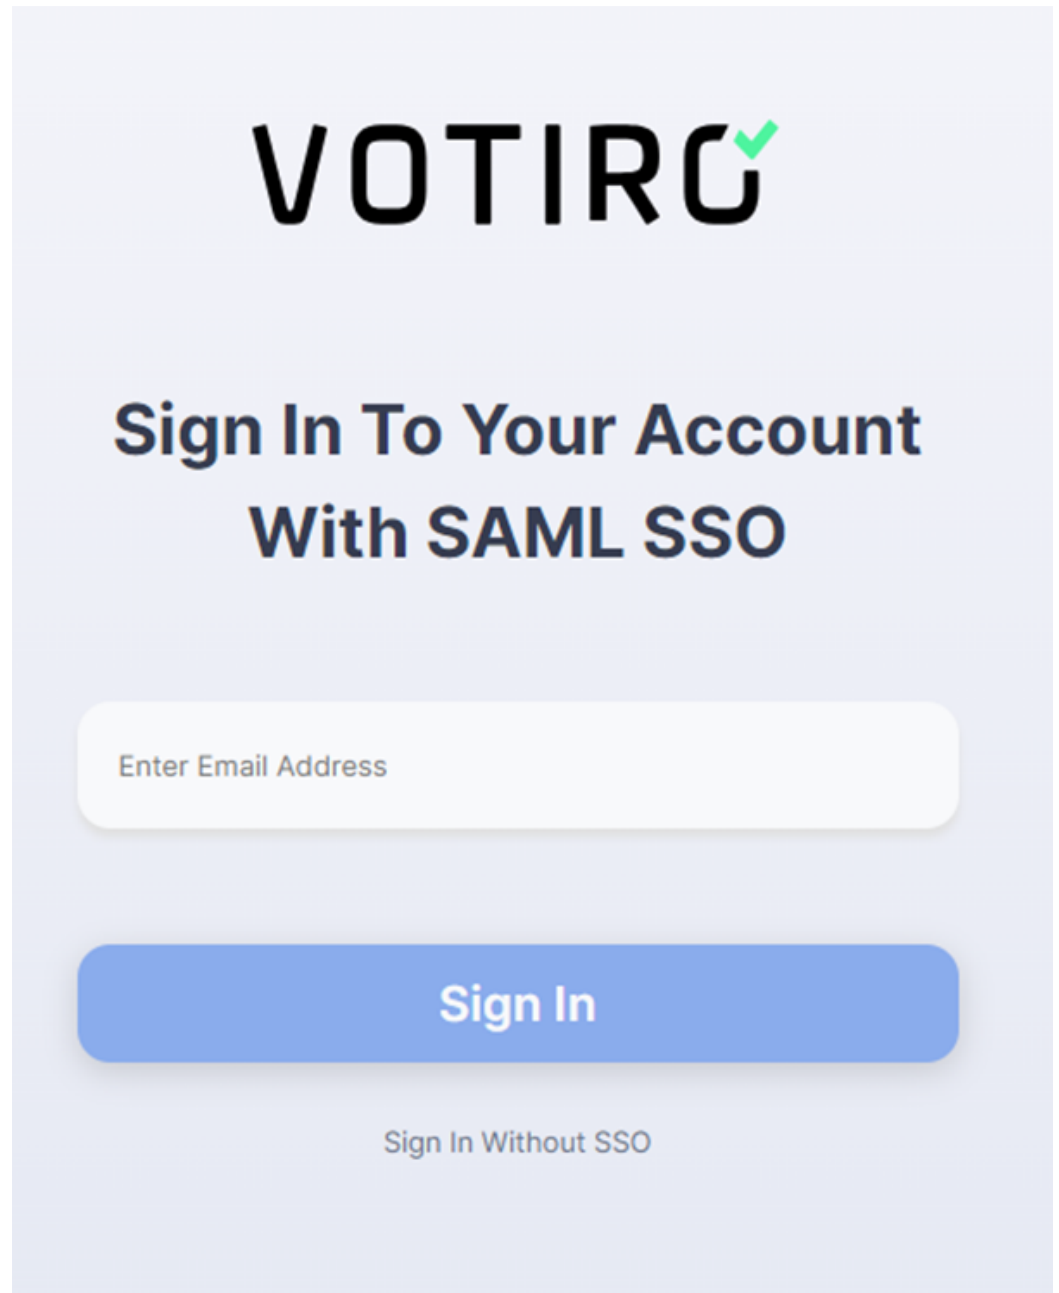 VOTIRO
Sign In To Your Account
With SAML SSO
Enter Email Address
Sign In
Sign In Without SSO